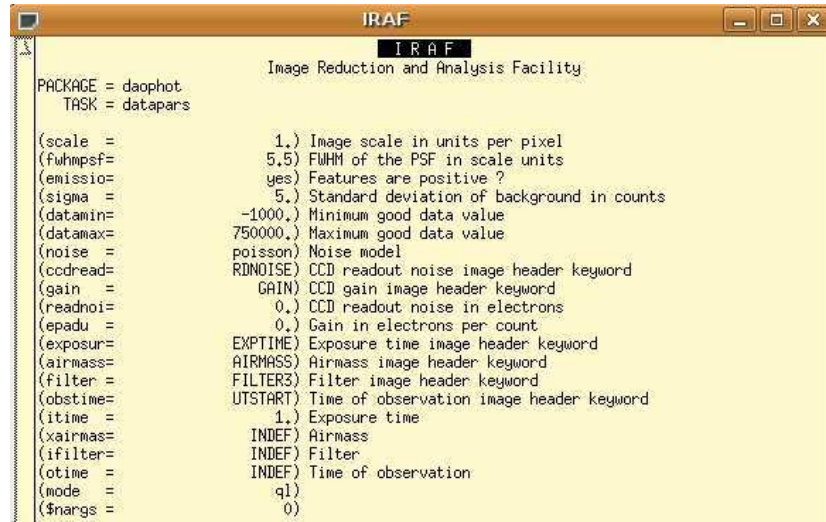 IRAF
I R A F
Image Reduction and Analysis Facility
PACKAGE = daophot
TASK = datapars
(scale = 1.) Image scale in units per pixel
(fwhmpsf= 5.5) FWHM of the PSF in scale units
(emissio= yes) Features are positive ?
(sigma = 5.) Standard deviation of background in counts
(datamin= -1000.) Minimum good data value
(datamax= 750000.) Maximum good data value
(noise = poisson) Noise model
(ccdread= RDNOISE) CCD readout noise image header keyword
(gain = GAIN) CCD gain image header keyword
(readnoi= 0.) CCD readout noise in electrons
(epadu = 0.) Gain in electrons per count
(exposur= EXPTIME) Exposure time image header keyword
(airmass= AIRMASS) Airmass image header keyword
(filter = FILTER3) Filter image header keyword
(obstime= UTSTART) Time of observation image header keyword
(itime = 1.) Exposure time
(xairmas= INDEF) Airmass
(ifilter= INDEF) Filter
(otime = INDEF) Time of observation
(mode = ql)
($nargs = 0)